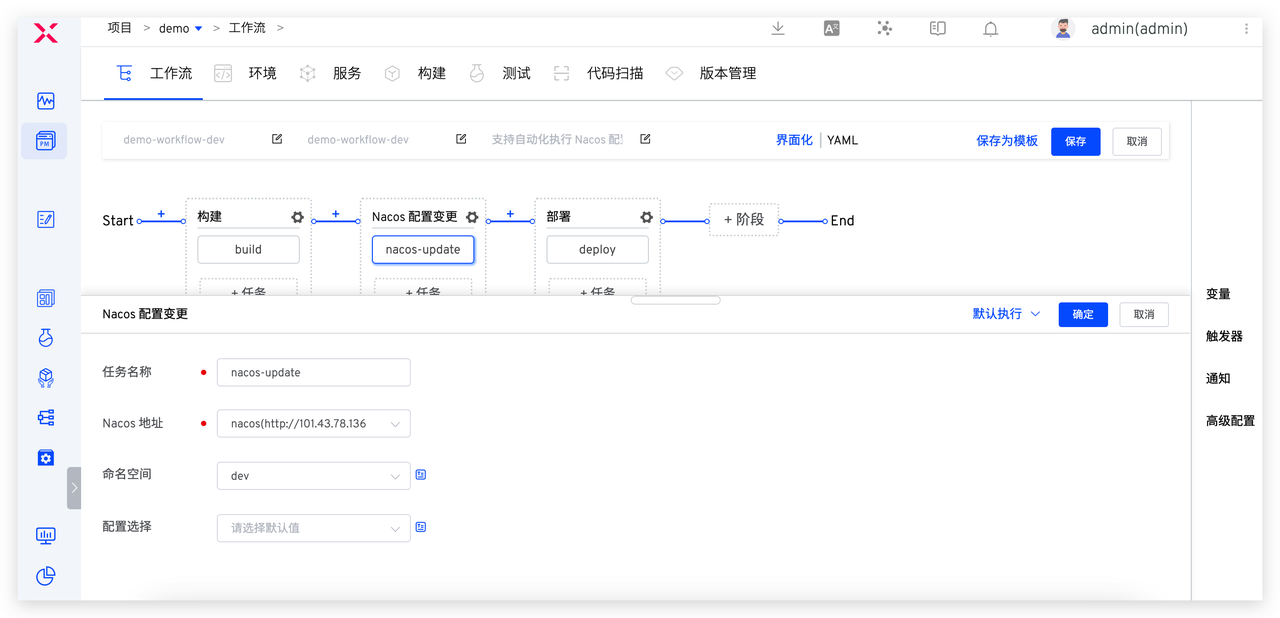 项目 > demo > 工作流 >
admin(admin)
工作流 环境 服务 构建 测试 代码扫描 版本管理
demo-workflow-dev demo-workflow-dev 支持自动化执行 Nacos 配! 界面化 | YAML 保存为模板 保存 取消
Start 构建 Nacos 配置变更 部署 + 阶段 End
build nacos-update deploy
+ 任务 + 任务 + 任务
Nacos 配置变更 默认执行 确定 取消
任务名称 nacos-update
Nacos 地址 nacos(http://101.43.78.136
命名空间 dev
配置选择 请选择默认值
变量
触发器
通知
高级配置
PM
A